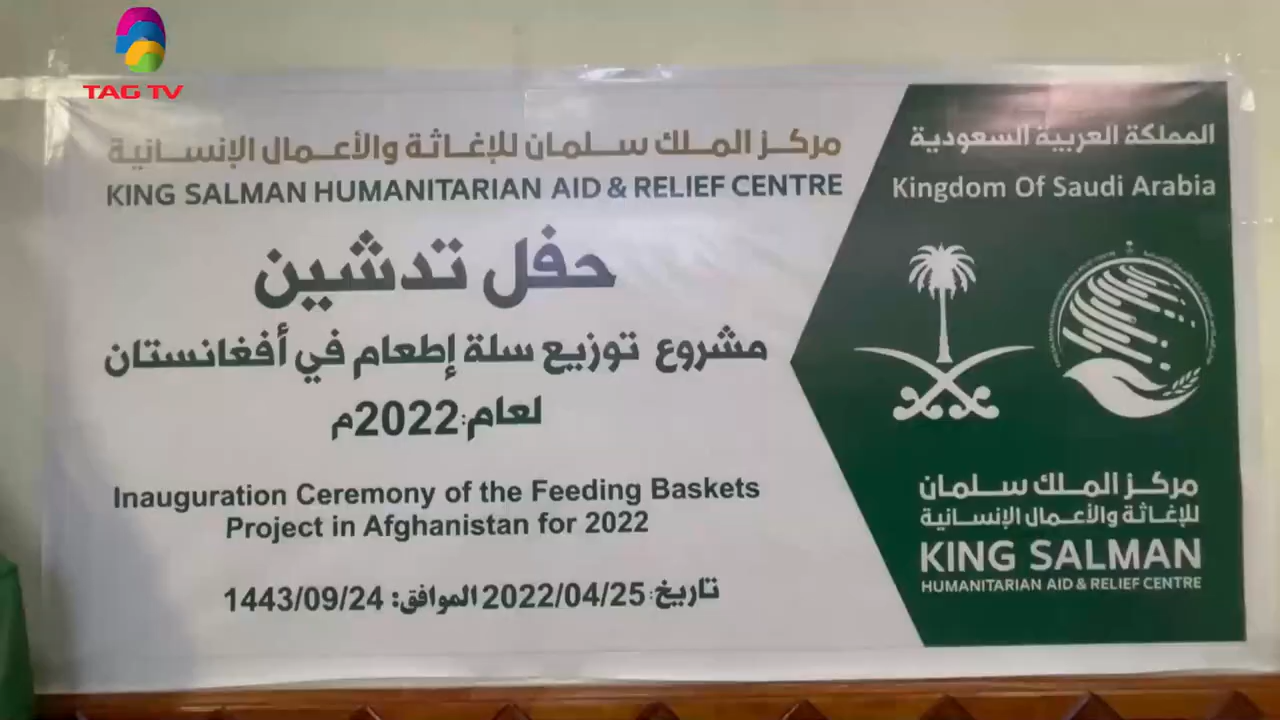 TAG TV
مركز الملك سلمان للإغاثة والأعمال الإنسانية
KING SALMAN HUMANITARIAN AID & RELIEF CENTRE
حفل تدشين
مشروع توزيع سلة إطعام في أفغانستان
لعام: 2022م
Inauguration Ceremony of the Feeding Baskets
Project in Afghanistan for 2022
تاريخ: 2022/04/25 الموافق: 1443/09/24
المملكة العربية السعودية
Kingdom Of Saudi Arabia
مركز الملك سلمان
للإغاثة والأعمال الإنسانية
KING SALMAN
HUMANITARIAN AID & RELIEF CENTRE